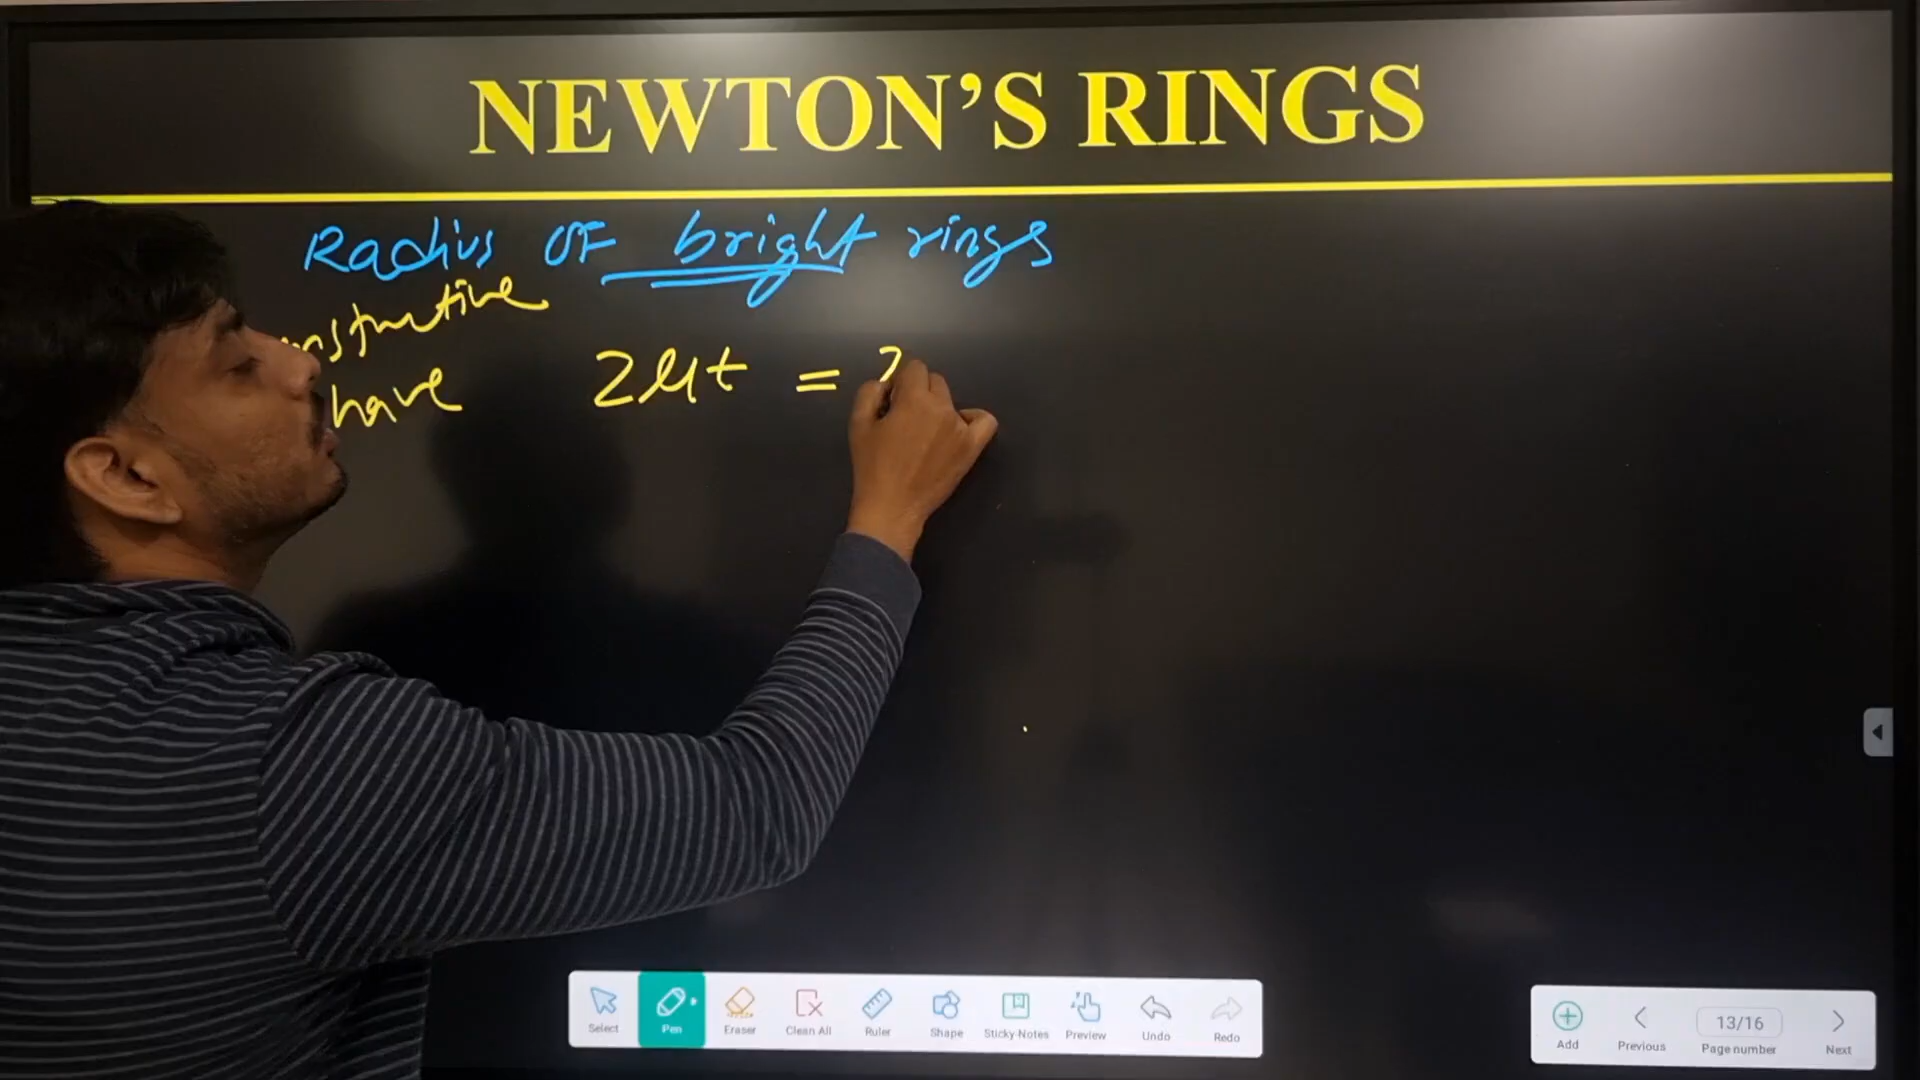 NEWTON'S RINGS
Radius OF bright rings
have 2μt =
Select Pen Eraser Clean All Ruler Shape Sticky-Notes Preview Undo Redo
Add Previous 13/16 Page number Next